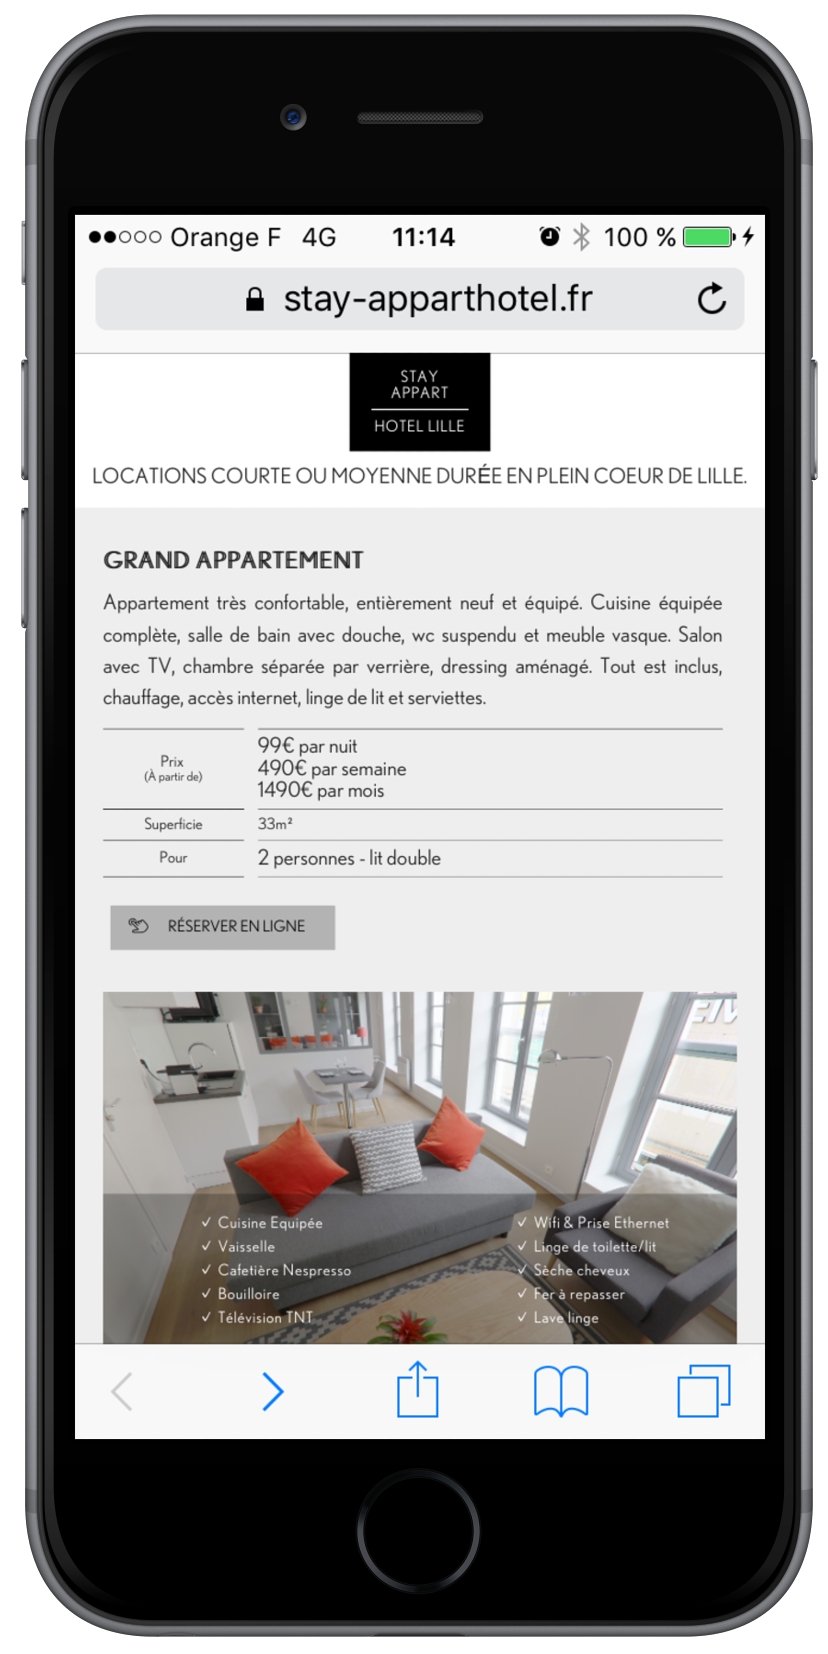 Orange F 4G 11:14 100 %
stay-apparthotel.fr
STAY
APPART
HOTEL LILLE
LOCATIONS COURTE OU MOYENNE DURÉE EN PLEIN COEUR DE LILLE.
GRAND APPARTEMENT
Appartement très confortable, entièrement neuf et équipé. Cuisine équipée
complète, salle de bain avec douche, wc suspendu et meuble vasque. Salon
avec TV, chambre séparée par verrière, dressing aménagé. Tout est inclus,
chauffage, accès internet, linge de lit et serviettes.
Prix
(À partir de)
99€ par nuit
490€ par semaine
1490€ par mois
Superficie 33m²
Pour 2 personnes - lit double
RÉSERVER EN LIGNE
✓ Cuisine Equipée
✓ Vaisselle
✓ Cafetière Nespresso
✓ Bouilloire
✓ Télévision TNT
✓ Wifi & Prise Ethernet
✓ Linge de toilette/lit
✓ Sèche cheveux
✓ Fer à repasser
✓ Lave linge